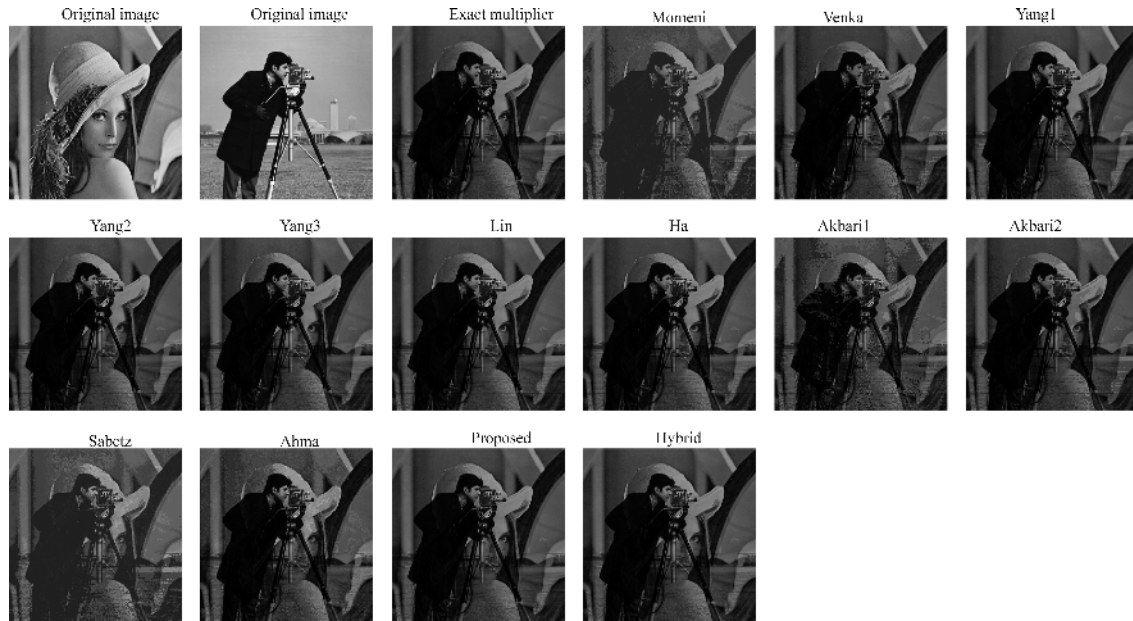 Original image
Original image
Exact multiplier
Momeni
Venka
Yang1
Yang2
Yang3
Lin
Ha
Akbari1
Akbari2
Sabetz
Ahma
Proposed
Hybrid